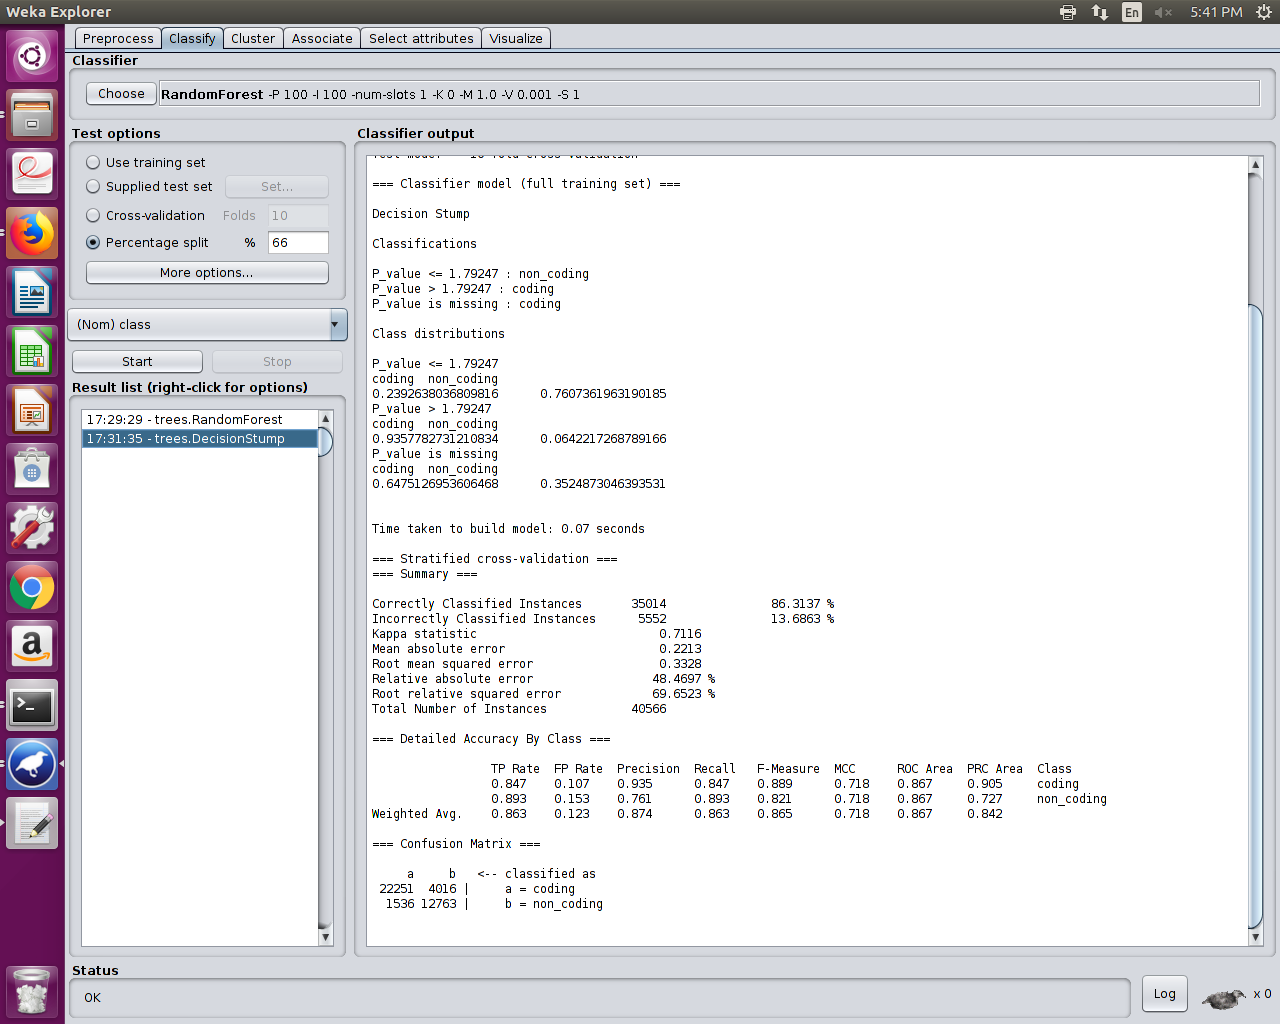 Weka Explorer
En
5:41 PM
Preprocess Classify Cluster Associate Select attributes Visualize
Classifier
Choose RandomForest -P 100 -I 100 -num-slots 1 -K 0 -M 1.0 -V 0.001 -S 1
Test options
Use training set
Supplied test set Set...
Cross-validation Folds 10
Percentage split % 66
More options...
(Nom) class
Start Stop
Result list (right-click for options)
17:29:29 - trees.RandomForest
17:31:35 - trees.DecisionStump
Classifier output
=== Classifier model (full training set) ===
Decision Stump
Classifications
P_value <= 1.79247 : non_coding
P_value > 1.79247 : coding
P_value is missing : coding
Class distributions
P_value <= 1.79247
coding non_coding
0.2392638036809816 0.7607361963190185
P_value > 1.79247
coding non_coding
0.9357782731210834 0.0642217268789166
P_value is missing
coding non_coding
0.6475126953606468 0.3524873046393531
Time taken to build model: 0.07 seconds
=== Stratified cross-validation ===
=== Summary ===
Correctly Classified Instances 35014 86.3137 %
Incorrectly Classified Instances 5552 13.6863 %
Kappa statistic 0.7116
Mean absolute error 0.2213
Root mean squared error 0.3328
Relative absolute error 48.4697 %
Root relative squared error 69.6523 %
Total Number of Instances 40566
=== Detailed Accuracy By Class ===
TP Rate FP Rate Precision Recall F-Measure MCC ROC Area PRC Area Class
0.847 0.107 0.935 0.847 0.889 0.718 0.867 0.905 coding
0.893 0.153 0.761 0.893 0.821 0.718 0.867 0.727 non_coding
Weighted Avg. 0.863 0.123 0.874 0.863 0.865 0.718 0.867 0.842
=== Confusion Matrix ===
a b <-- classified as
22251 4016 | a = coding
1536 12763 | b = non_coding
Status
OK
Log
x 0